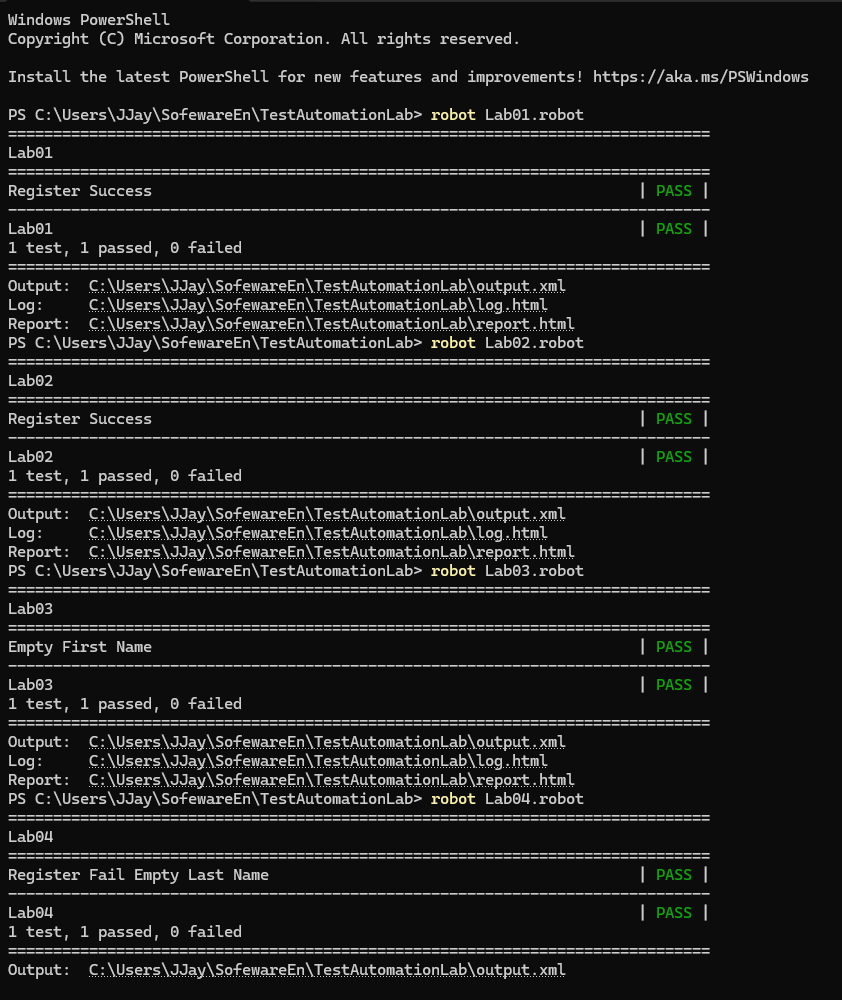 Windows PowerShell
Copyright (C) Microsoft Corporation. All rights reserved.
Install the latest PowerShell for new features and improvements! https://aka.ms/PSWindows
PS C:\Users\JJay\SofewareEn\TestAutomationLab> robot Lab01.robot
==============================================================================
Lab01
==============================================================================
Register Success                                                      | PASS |
------------------------------------------------------------------------------
Lab01                                                                 | PASS |
1 test, 1 passed, 0 failed
==============================================================================
Output:  C:\Users\JJay\SofewareEn\TestAutomationLab\output.xml
Log:     C:\Users\JJay\SofewareEn\TestAutomationLab\log.html
Report:  C:\Users\JJay\SofewareEn\TestAutomationLab\report.html
PS C:\Users\JJay\SofewareEn\TestAutomationLab> robot Lab02.robot
==============================================================================
Lab02
==============================================================================
Register Success                                                      | PASS |
------------------------------------------------------------------------------
Lab02                                                                 | PASS |
1 test, 1 passed, 0 failed
==============================================================================
Output:  C:\Users\JJay\SofewareEn\TestAutomationLab\output.xml
Log:     C:\Users\JJay\SofewareEn\TestAutomationLab\log.html
Report:  C:\Users\JJay\SofewareEn\TestAutomationLab\report.html
PS C:\Users\JJay\SofewareEn\TestAutomationLab> robot Lab03.robot
==============================================================================
Lab03
==============================================================================
Empty First Name                                                      | PASS |
------------------------------------------------------------------------------
Lab03                                                                 | PASS |
1 test, 1 passed, 0 failed
==============================================================================
Output:  C:\Users\JJay\SofewareEn\TestAutomationLab\output.xml
Log:     C:\Users\JJay\SofewareEn\TestAutomationLab\log.html
Report:  C:\Users\JJay\SofewareEn\TestAutomationLab\report.html
PS C:\Users\JJay\SofewareEn\TestAutomationLab> robot Lab04.robot
==============================================================================
Lab04
==============================================================================
Register Fail Empty Last Name                                         | PASS |
------------------------------------------------------------------------------
Lab04                                                                 | PASS |
1 test, 1 passed, 0 failed
==============================================================================
Output:  C:\Users\JJay\SofewareEn\TestAutomationLab\output.xml